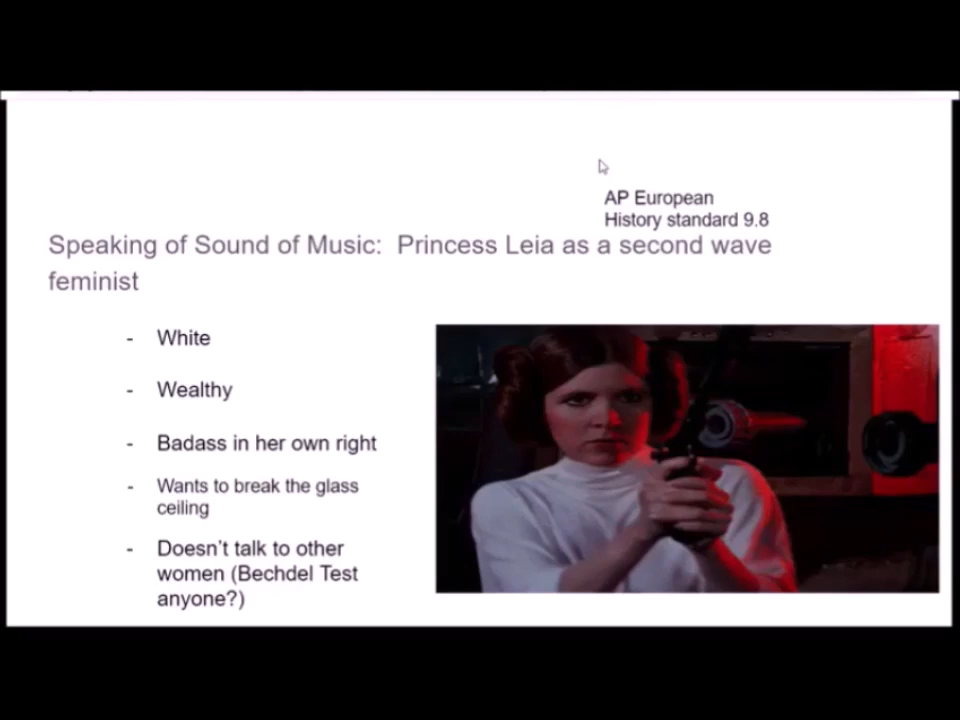 AP European
History standard 9.8
Speaking of Sound of Music: Princess Leia as a second wave
feminist
- White
- Wealthy
- Badass in her own right
- Wants to break the glass
ceiling
- Doesn't talk to other
women (Bechdel Test
anyone?)